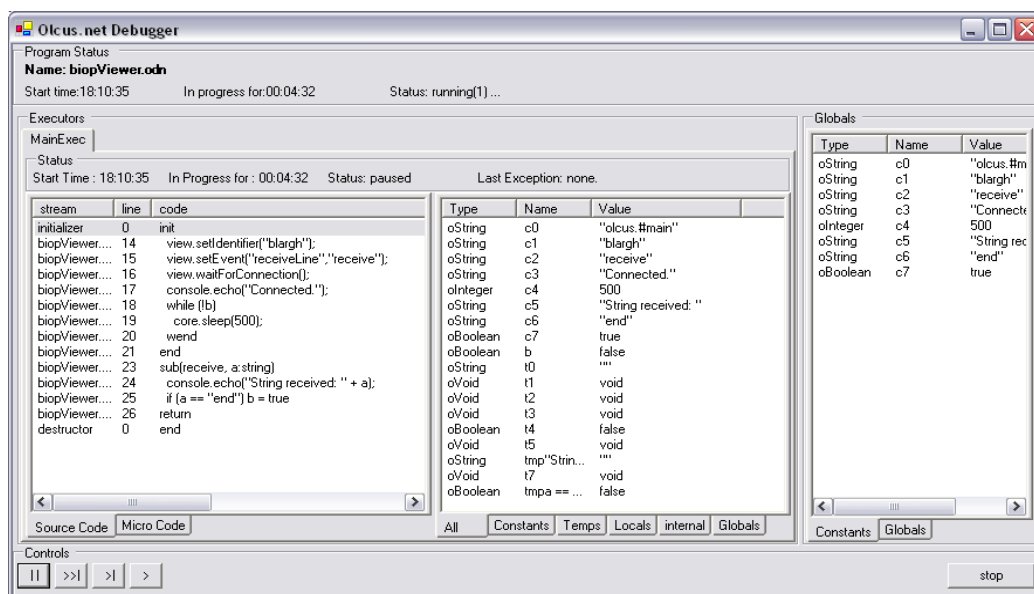 Olcus.net Debugger
Program Status
Name: biopViewer.odn
Start time:18:10:35 In progress for:00:04:32 Status: running(1) ...
Executors
MainExec
Status
Start Time : 18:10:35 In Progress for : 00:04:32 Status: paused Last Exception: none.
stream line code
initializer 0 init
biopViewer.... 14 view.setIdentifier("blargh");
biopViewer.... 15 view.setEvent("receiveLine","receive");
biopViewer.... 16 view.waitForConnection();
biopViewer.... 17 console.echo("Connected.");
biopViewer.... 18 while (!b)
biopViewer.... 19 core.sleep(500);
biopViewer.... 20 wend
biopViewer.... 21 end
biopViewer.... 23 sub(receive, a:string)
biopViewer.... 24 console.echo("String received: " + a);
biopViewer.... 25 if (a == "end") b = true
biopViewer.... 26 return
destructor 0 end
Source Code Micro Code
Type Name Value
oString c0 "olcus.#main"
oString c1 "blargh"
oString c2 "receive"
oString c3 "Connected."
oInteger c4 500
oString c5 "String received: "
oString c6 "end"
oBoolean c7 true
oBoolean b false
oString t0 ""
oVoid t1 void
oVoid t2 void
oVoid t3 void
oBoolean t4 false
oVoid t5 void
oString tmp"Strin... ""
oVoid t7 void
oBoolean tmpa == ... false
All Constants Temps Locals internal Globals
Globals
Type Name Value
oString c0 "olcus.#m
oString c1 "blargh"
oString c2 "receive"
oString c3 "Connecte
oInteger c4 500
oString c5 "String rec
oString c6 "end"
oBoolean c7 true
Constants Globals
Controls
II >>I >I >
stop